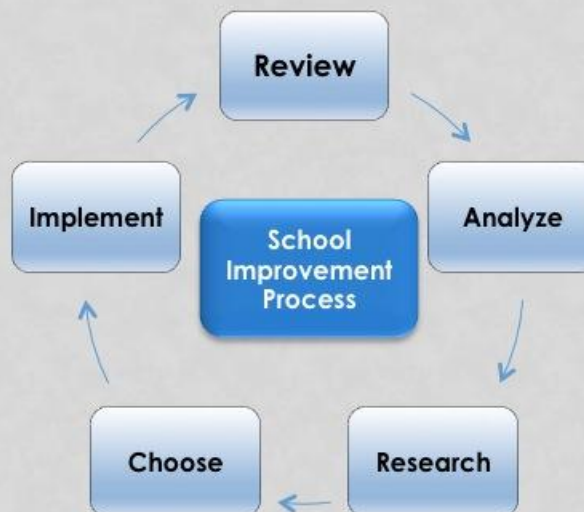 Review
Analyze
Research
Choose
Implement
School
Improvement
Process